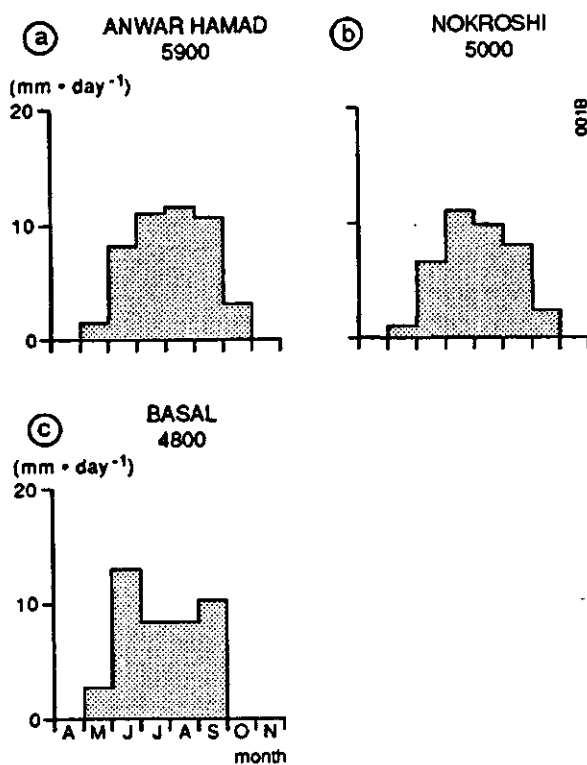 a ANWAR HAMAD
5900
(mm • day⁻¹)
20
10
0
b NOKROSHI
5000
0018
c BASAL
4800
(mm • day⁻¹)
20
10
0
A M J J A S O N
month